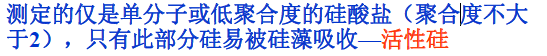 测定的仅是单分子或低聚合度的硅酸盐（聚合度不大
于2），只有此部分硅易被硅藻吸收—活性硅